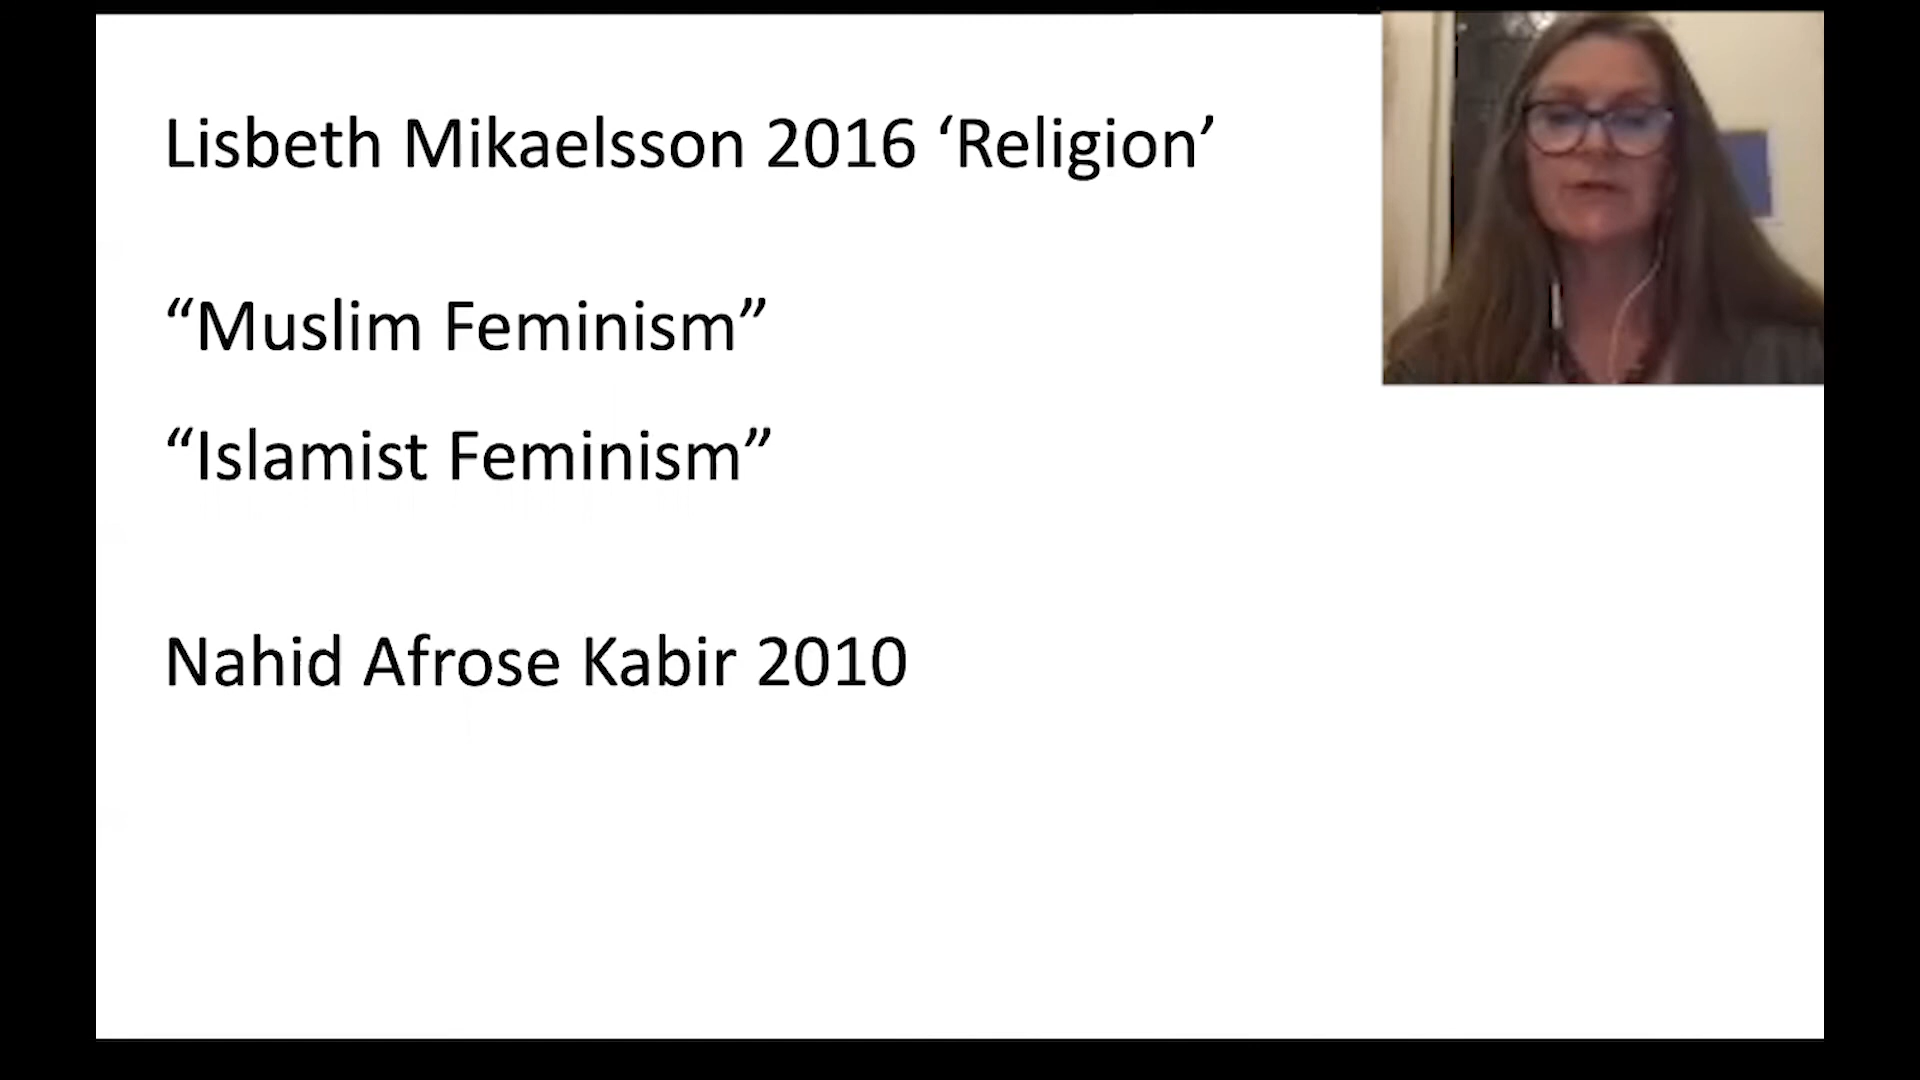 Lisbeth Mikaelsson 2016 ‘Religion’
“Muslim Feminism”
“Islamist Feminism”
Nahid Afrose Kabir 2010